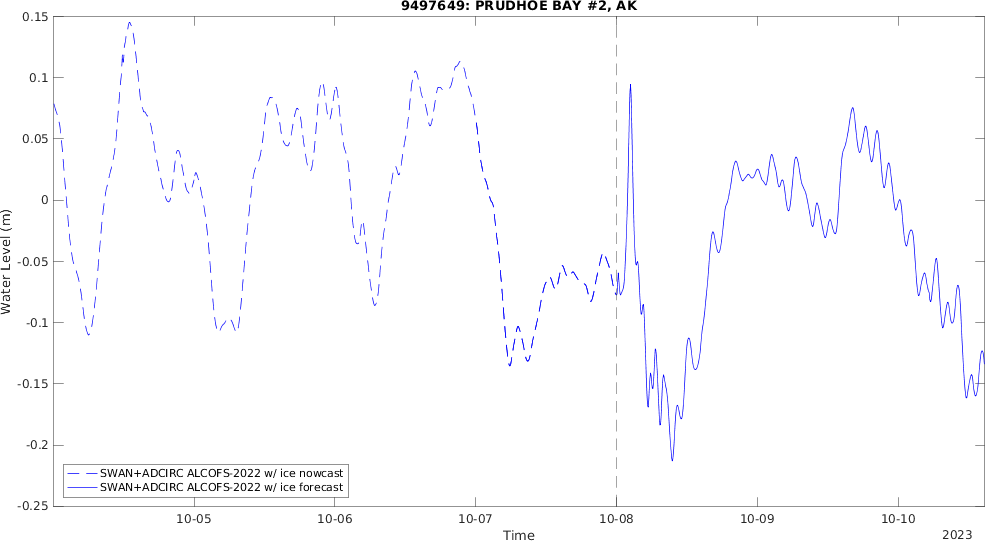 9497649: PRUDHOE BAY #2, AK
Water Level (m)
0.15
0.1
0.05
0
-0.05
-0.1
-0.15
-0.2
-0.25
SWAN+ADCIRC ALCOFS-2022 w/ ice nowcast
SWAN+ADCIRC ALCOFS-2022 w/ ice forecast
10-05 10-06 10-07 10-08 10-09 10-10
Time
2023